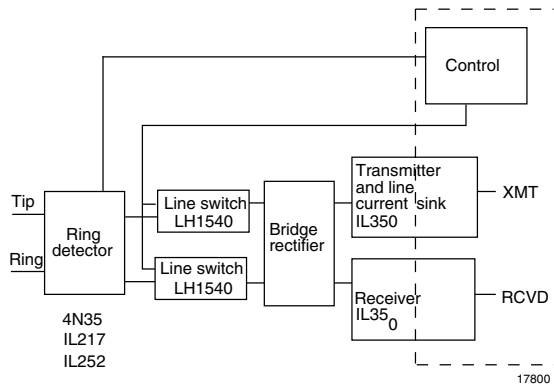 Control
Transmitter
and line
current sink
IL350
XMT
Tip
Line switch
LH1540
Ring
detector
Bridge
rectifier
Ring
Line switch
LH1540
Receiver
IL350
RCVD
4N35
IL217
IL252
17800